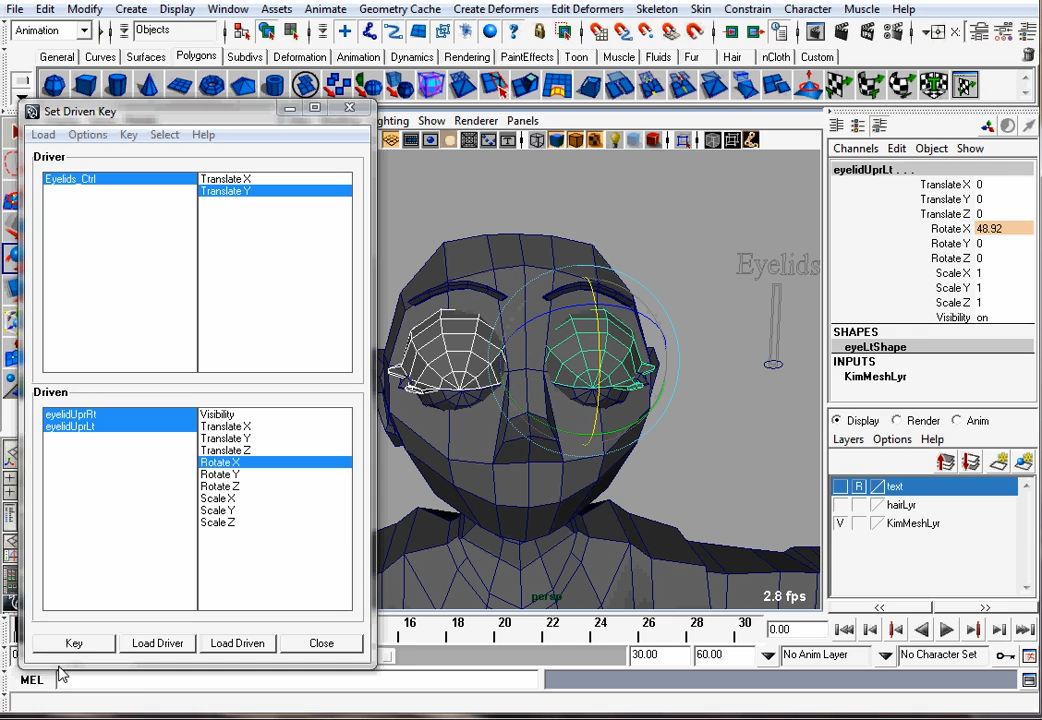 File Edit Modify Create Display Window Assets Animate Geometry Cache Create Deformers Edit Deformers Skeleton Skin Constrain Character Muscle Help
Animation Objects
General Curves Surfaces Polygons Subdivs Deformation Animation Dynamics Rendering PaintEffects Toon Muscle Fluids Fur Hair nCloth Custom
Set Driven Key
Load Options Key Select Help
Driver
Eyelids_Ctrl
Translate X
Translate Y
Driven
eyelidUprRt
eyelidUprLt
Visibility
Translate X
Translate Y
Translate Z
Rotate X
Rotate Y
Rotate Z
Scale X
Scale Y
Scale Z
Key Load Driver Load Driven Close
ghting Show Renderer Panels
Eyelids
persp
2.8 fps
Channels Edit Object Show
eyelidUprLt . . .
Translate X 0
Translate Y 0
Translate Z 0
Rotate X 48.92
Rotate Y 0
Rotate Z 0
Scale X 1
Scale Y 1
Scale Z 1
Visibility on
SHAPES
eyeLtShape
INPUTS
KimMeshLyr
Display Render Anim
Layers Options Help
R text
hairLyr
V KimMeshLyr
<< >>
16 18 20 22 24 26 28 30 0.00
30.00 60.00 No Anim Layer No Character Set
MEL